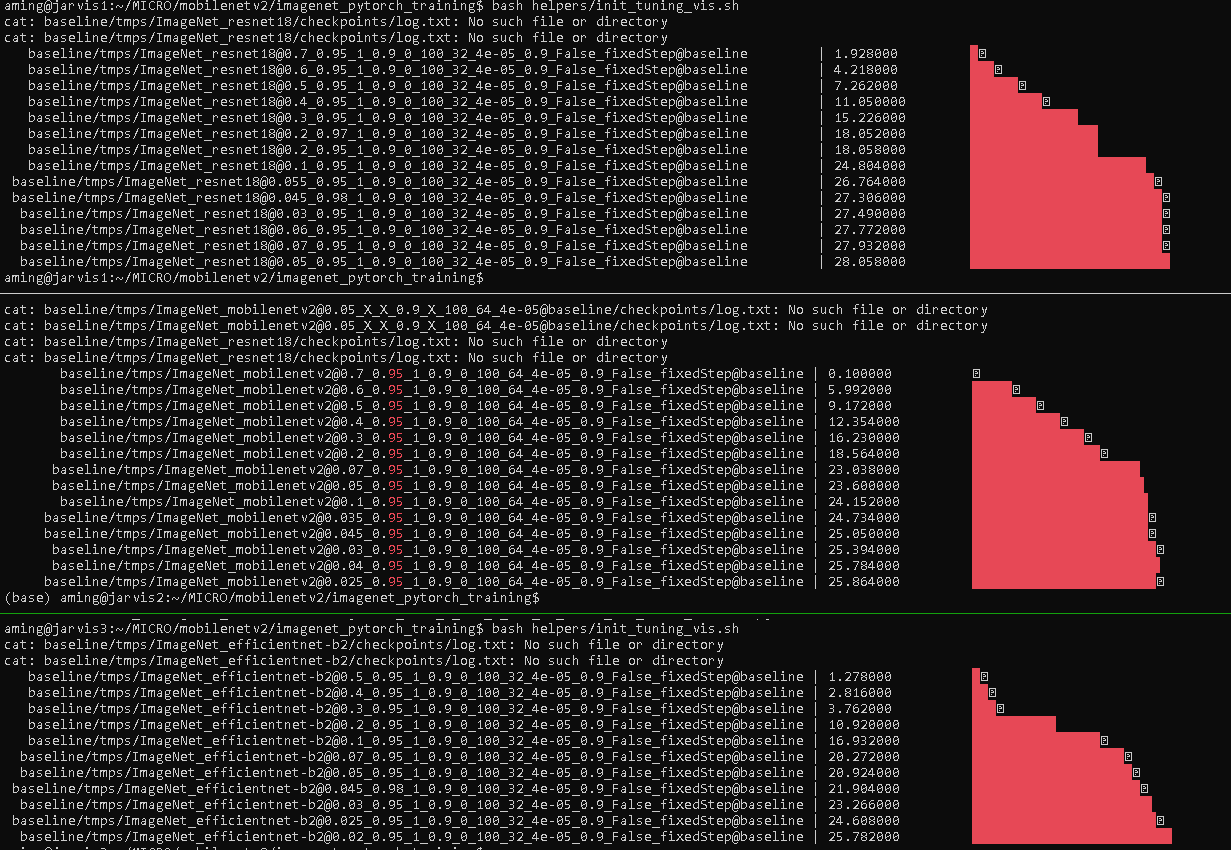 aming@jarvis1:~/MICRO/mobilenetv2/imagenet_pytorch_training$ bash helpers/init_tuning_vis.sh
cat: baseline/tmps/ImageNet_resnet18/checkpoints/log.txt: No such file or directory
cat: baseline/tmps/ImageNet_resnet18/checkpoints/log.txt: No such file or directory
baseline/tmps/ImageNet_resnet18@0.7_0.95_1_0.9_0_100_32_4e-05_0.9_False_fixedStep@baseline | 1.928000
baseline/tmps/ImageNet_resnet18@0.6_0.95_1_0.9_0_100_32_4e-05_0.9_False_fixedStep@baseline | 4.218000
baseline/tmps/ImageNet_resnet18@0.5_0.95_1_0.9_0_100_32_4e-05_0.9_False_fixedStep@baseline | 7.262000
baseline/tmps/ImageNet_resnet18@0.4_0.95_1_0.9_0_100_32_4e-05_0.9_False_fixedStep@baseline | 11.050000
baseline/tmps/ImageNet_resnet18@0.3_0.95_1_0.9_0_100_32_4e-05_0.9_False_fixedStep@baseline | 15.226000
baseline/tmps/ImageNet_resnet18@0.2_0.97_1_0.9_0_100_32_4e-05_0.9_False_fixedStep@baseline | 18.052000
baseline/tmps/ImageNet_resnet18@0.2_0.95_1_0.9_0_100_32_4e-05_0.9_False_fixedStep@baseline | 18.058000
baseline/tmps/ImageNet_resnet18@0.1_0.95_1_0.9_0_100_32_4e-05_0.9_False_fixedStep@baseline | 24.804000
baseline/tmps/ImageNet_resnet18@0.055_0.95_1_0.9_0_100_32_4e-05_0.9_False_fixedStep@baseline | 26.764000
baseline/tmps/ImageNet_resnet18@0.045_0.98_1_0.9_0_100_32_4e-05_0.9_False_fixedStep@baseline | 27.306000
baseline/tmps/ImageNet_resnet18@0.03_0.95_1_0.9_0_100_32_4e-05_0.9_False_fixedStep@baseline | 27.490000
baseline/tmps/ImageNet_resnet18@0.06_0.95_1_0.9_0_100_32_4e-05_0.9_False_fixedStep@baseline | 27.772000
baseline/tmps/ImageNet_resnet18@0.07_0.95_1_0.9_0_100_32_4e-05_0.9_False_fixedStep@baseline | 27.932000
baseline/tmps/ImageNet_resnet18@0.05_0.95_1_0.9_0_100_32_4e-05_0.9_False_fixedStep@baseline | 28.058000
aming@jarvis1:~/MICRO/mobilenetv2/imagenet_pytorch_training$
cat: baseline/tmps/ImageNet_mobilenetv2@0.05_X_X_0.9_X_100_64_4e-05@baseline/checkpoints/log.txt: No such file or directory
cat: baseline/tmps/ImageNet_mobilenetv2@0.05_X_X_0.9_X_100_64_4e-05@baseline/checkpoints/log.txt: No such file or directory
cat: baseline/tmps/ImageNet_resnet18/checkpoints/log.txt: No such file or directory
cat: baseline/tmps/ImageNet_resnet18/checkpoints/log.txt: No such file or directory
baseline/tmps/ImageNet_mobilenetv2@0.7_0.95_1_0.9_0_100_64_4e-05_0.9_False_fixedStep@baseline | 0.100000
baseline/tmps/ImageNet_mobilenetv2@0.6_0.95_1_0.9_0_100_64_4e-05_0.9_False_fixedStep@baseline | 5.992000
baseline/tmps/ImageNet_mobilenetv2@0.5_0.95_1_0.9_0_100_64_4e-05_0.9_False_fixedStep@baseline | 9.172000
baseline/tmps/ImageNet_mobilenetv2@0.4_0.95_1_0.9_0_100_64_4e-05_0.9_False_fixedStep@baseline | 12.354000
baseline/tmps/ImageNet_mobilenetv2@0.3_0.95_1_0.9_0_100_64_4e-05_0.9_False_fixedStep@baseline | 16.230000
baseline/tmps/ImageNet_mobilenetv2@0.2_0.95_1_0.9_0_100_64_4e-05_0.9_False_fixedStep@baseline | 18.564000
baseline/tmps/ImageNet_mobilenetv2@0.07_0.95_1_0.9_0_100_64_4e-05_0.9_False_fixedStep@baseline | 23.038000
baseline/tmps/ImageNet_mobilenetv2@0.05_0.95_1_0.9_0_100_64_4e-05_0.9_False_fixedStep@baseline | 23.600000
baseline/tmps/ImageNet_mobilenetv2@0.1_0.95_1_0.9_0_100_64_4e-05_0.9_False_fixedStep@baseline | 24.152000
baseline/tmps/ImageNet_mobilenetv2@0.035_0.95_1_0.9_0_100_64_4e-05_0.9_False_fixedStep@baseline | 24.734000
baseline/tmps/ImageNet_mobilenetv2@0.045_0.95_1_0.9_0_100_64_4e-05_0.9_False_fixedStep@baseline | 25.050000
baseline/tmps/ImageNet_mobilenetv2@0.03_0.95_1_0.9_0_100_64_4e-05_0.9_False_fixedStep@baseline | 25.394000
baseline/tmps/ImageNet_mobilenetv2@0.04_0.95_1_0.9_0_100_64_4e-05_0.9_False_fixedStep@baseline | 25.784000
baseline/tmps/ImageNet_mobilenetv2@0.025_0.95_1_0.9_0_100_64_4e-05_0.9_False_fixedStep@baseline | 25.864000
(base) aming@jarvis2:~/MICRO/mobilenetv2/imagenet_pytorch_training$
aming@jarvis3:~/MICRO/mobilenetv2/imagenet_pytorch_training$ bash helpers/init_tuning_vis.sh
cat: baseline/tmps/ImageNet_efficientnet-b2/checkpoints/log.txt: No such file or directory
cat: baseline/tmps/ImageNet_efficientnet-b2/checkpoints/log.txt: No such file or directory
baseline/tmps/ImageNet_efficientnet-b2@0.5_0.95_1_0.9_0_100_32_4e-05_0.9_False_fixedStep@baseline | 1.278000
baseline/tmps/ImageNet_efficientnet-b2@0.4_0.95_1_0.9_0_100_32_4e-05_0.9_False_fixedStep@baseline | 2.816000
baseline/tmps/ImageNet_efficientnet-b2@0.3_0.95_1_0.9_0_100_32_4e-05_0.9_False_fixedStep@baseline | 3.762000
baseline/tmps/ImageNet_efficientnet-b2@0.2_0.95_1_0.9_0_100_32_4e-05_0.9_False_fixedStep@baseline | 10.920000
baseline/tmps/ImageNet_efficientnet-b2@0.1_0.95_1_0.9_0_100_32_4e-05_0.9_False_fixedStep@baseline | 16.932000
baseline/tmps/ImageNet_efficientnet-b2@0.07_0.95_1_0.9_0_100_32_4e-05_0.9_False_fixedStep@baseline | 20.272000
baseline/tmps/ImageNet_efficientnet-b2@0.05_0.95_1_0.9_0_100_32_4e-05_0.9_False_fixedStep@baseline | 20.924000
baseline/tmps/ImageNet_efficientnet-b2@0.045_0.98_1_0.9_0_100_32_4e-05_0.9_False_fixedStep@baseline | 21.904000
baseline/tmps/ImageNet_efficientnet-b2@0.03_0.95_1_0.9_0_100_32_4e-05_0.9_False_fixedStep@baseline | 23.266000
baseline/tmps/ImageNet_efficientnet-b2@0.025_0.95_1_0.9_0_100_32_4e-05_0.9_False_fixedStep@baseline | 24.608000
baseline/tmps/ImageNet_efficientnet-b2@0.02_0.95_1_0.9_0_100_32_4e-05_0.9_False_fixedStep@baseline | 25.782000